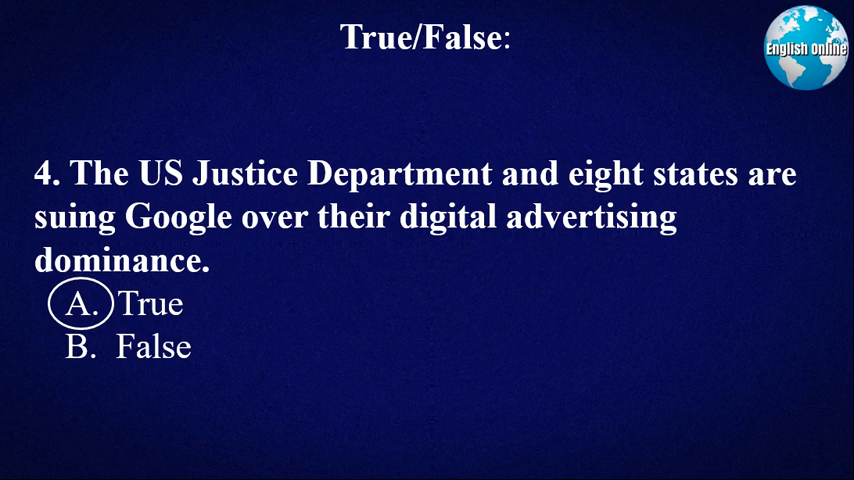 True/False:
English Online
4. The US Justice Department and eight states are
suing Google over their digital advertising
dominance.
A. True
B. False